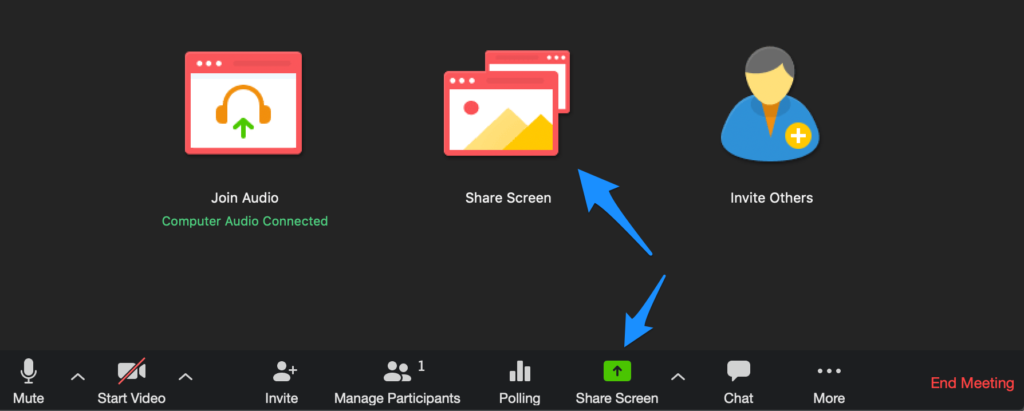 Join Audio
Computer Audio Connected
Share Screen
Invite Others
Mute
Start Video
Invite
Manage Participants
1
Polling
Share Screen
Chat
More
End Meeting